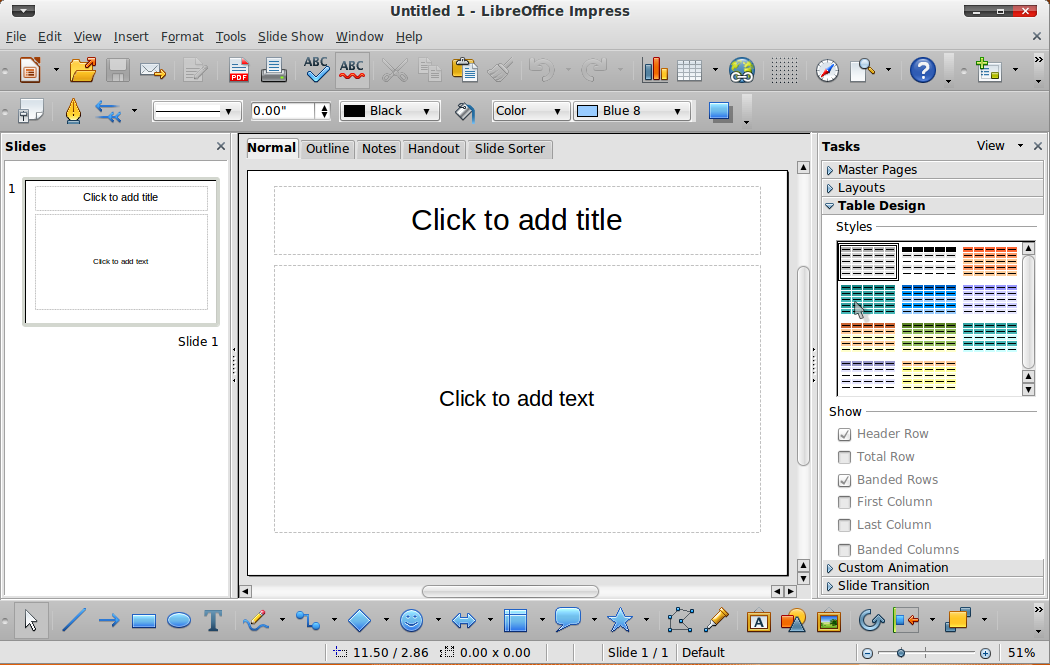 Untitled 1 - LibreOffice Impress
File Edit View Insert Format Tools Slide Show Window Help
PDF ABC ABC
0.00" Black Color Blue 8
Slides
1
Click to add title
Click to add text
Slide 1
Normal Outline Notes Handout Slide Sorter
Click to add title
Click to add text
Tasks View
Master Pages
Layouts
Table Design
Styles
Show
Header Row
Total Row
Banded Rows
First Column
Last Column
Banded Columns
Custom Animation
Slide Transition
T A
11.50 / 2.86 0.00 x 0.00 Slide 1 / 1 Default 51%